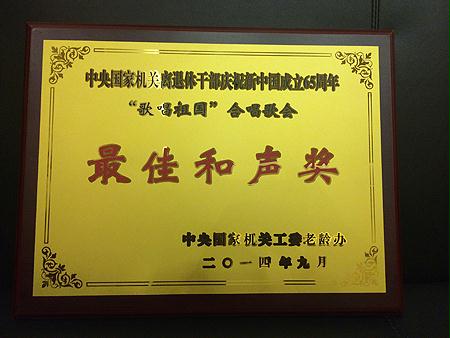 中央国家机关离退休干部庆祝新中国成立65周年
“歌唱祖国”合唱歌会
最佳和声奖
中央国家机关工委老龄办
二〇一四年九月